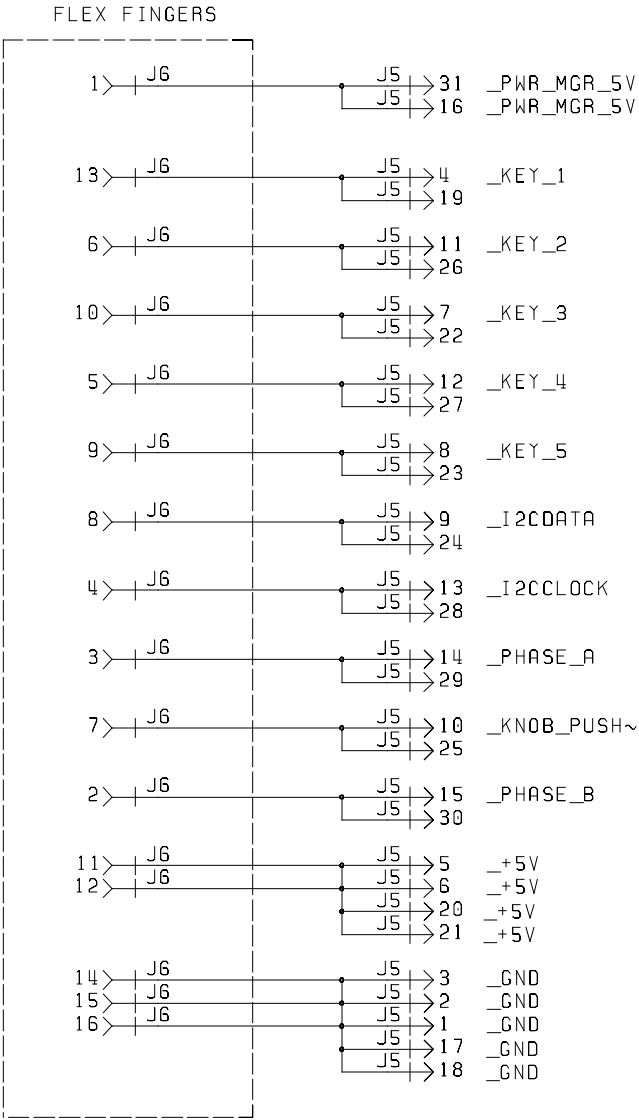 FLEX FINGERS
1 J6 J5 31 _PWR_MGR_5V
J5 16 _PWR_MGR_5V
13 J6 J5 4 _KEY_1
J5 19
6 J6 J5 11 _KEY_2
J5 26
10 J6 J5 7 _KEY_3
J5 22
5 J6 J5 12 _KEY_4
J5 27
9 J6 J5 8 _KEY_5
J5 23
8 J6 J5 9 _I2CDATA
J5 24
4 J6 J5 13 _I2CCLOCK
J5 28
3 J6 J5 14 _PHASE_A
J5 29
7 J6 J5 10 _KNOB_PUSH~
J5 25
2 J6 J5 15 _PHASE_B
J5 30
11 J6 J5 5 _+5V
12 J6 J5 6 _+5V
J5 20 _+5V
J5 21 _+5V
14 J6 J5 3 _GND
15 J6 J5 2 _GND
16 J6 J5 1 _GND
J5 17 _GND
J5 18 _GND